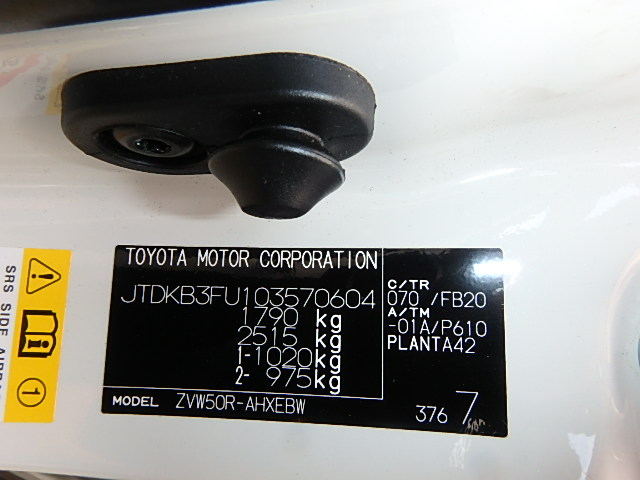 TOYOTA MOTOR CORPORATION
JTDKB3FU103570604
1790 kg
2515 kg
1-1020kg
2- 975kg
C/TR
070 /FB20
A/TM
-01A/P610
PLANTA42
MODEL ZVW50R-AHXEBW
376 7
SRS SIDE
1